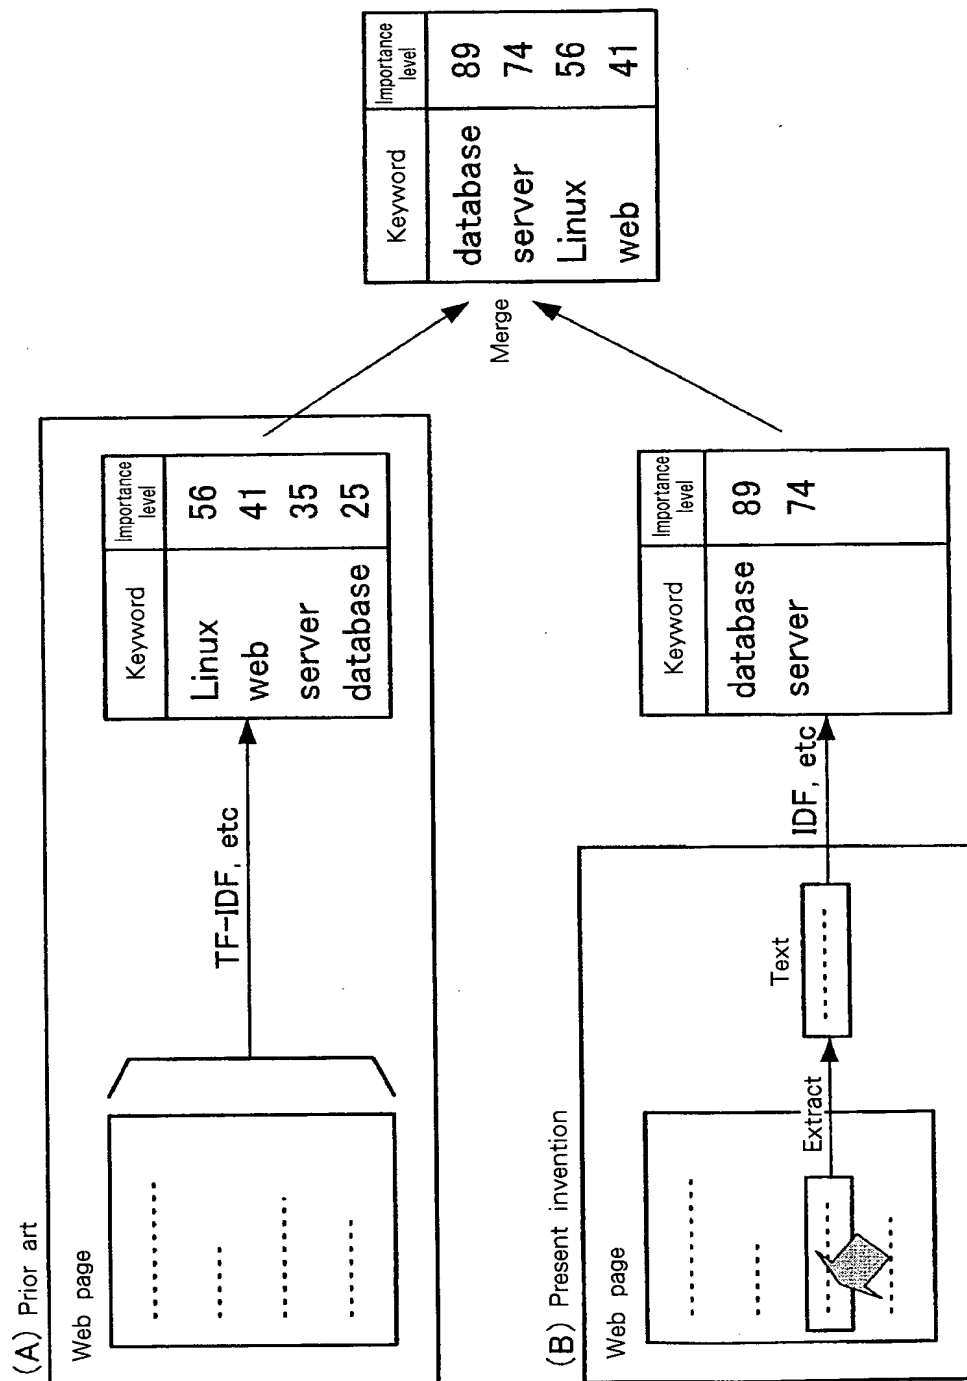 (A) Prior art
Web page
TF-IDF, etc
Keyword Importance level
Linux 56
web 41
server 35
database 25
(B) Present invention
Web page
Extract
Text
IDF, etc
Keyword Importance level
database 89
server 74
Merge
Keyword Importance level
database 89
server 74
Linux 56
web 41